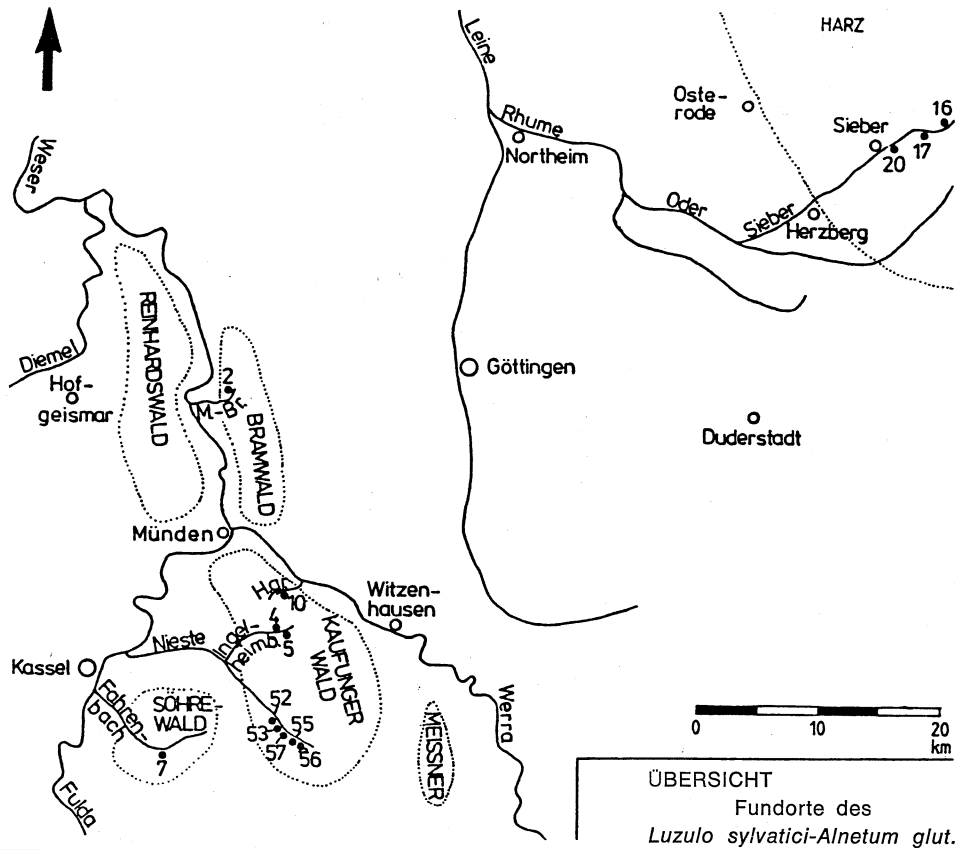 HARZ
Leine
Oste-
rode
16
Rhume
Sieber
17
20
Northeim
Weser
Oder
Sieber
Herzberg
REINHARDSWALD
Diemel
Göttingen
Hof-
geismar
2
M.-Br.
BRAMWALD
Duderstadt
Münden
Witzen-
hausen
Hgr.
10
4
5
Ingel-
heimb.
Nieste
KAUFUNGER
WALD
Kassel
Fahren-
bach
SÖHRE-
WALD
7
52
53
55
57
56
MEISSNER
Werra
Fulda
0 10 20
km
ÜBERSICHT
Fundorte des
Luzulo sylvatici-Alnetum glut.